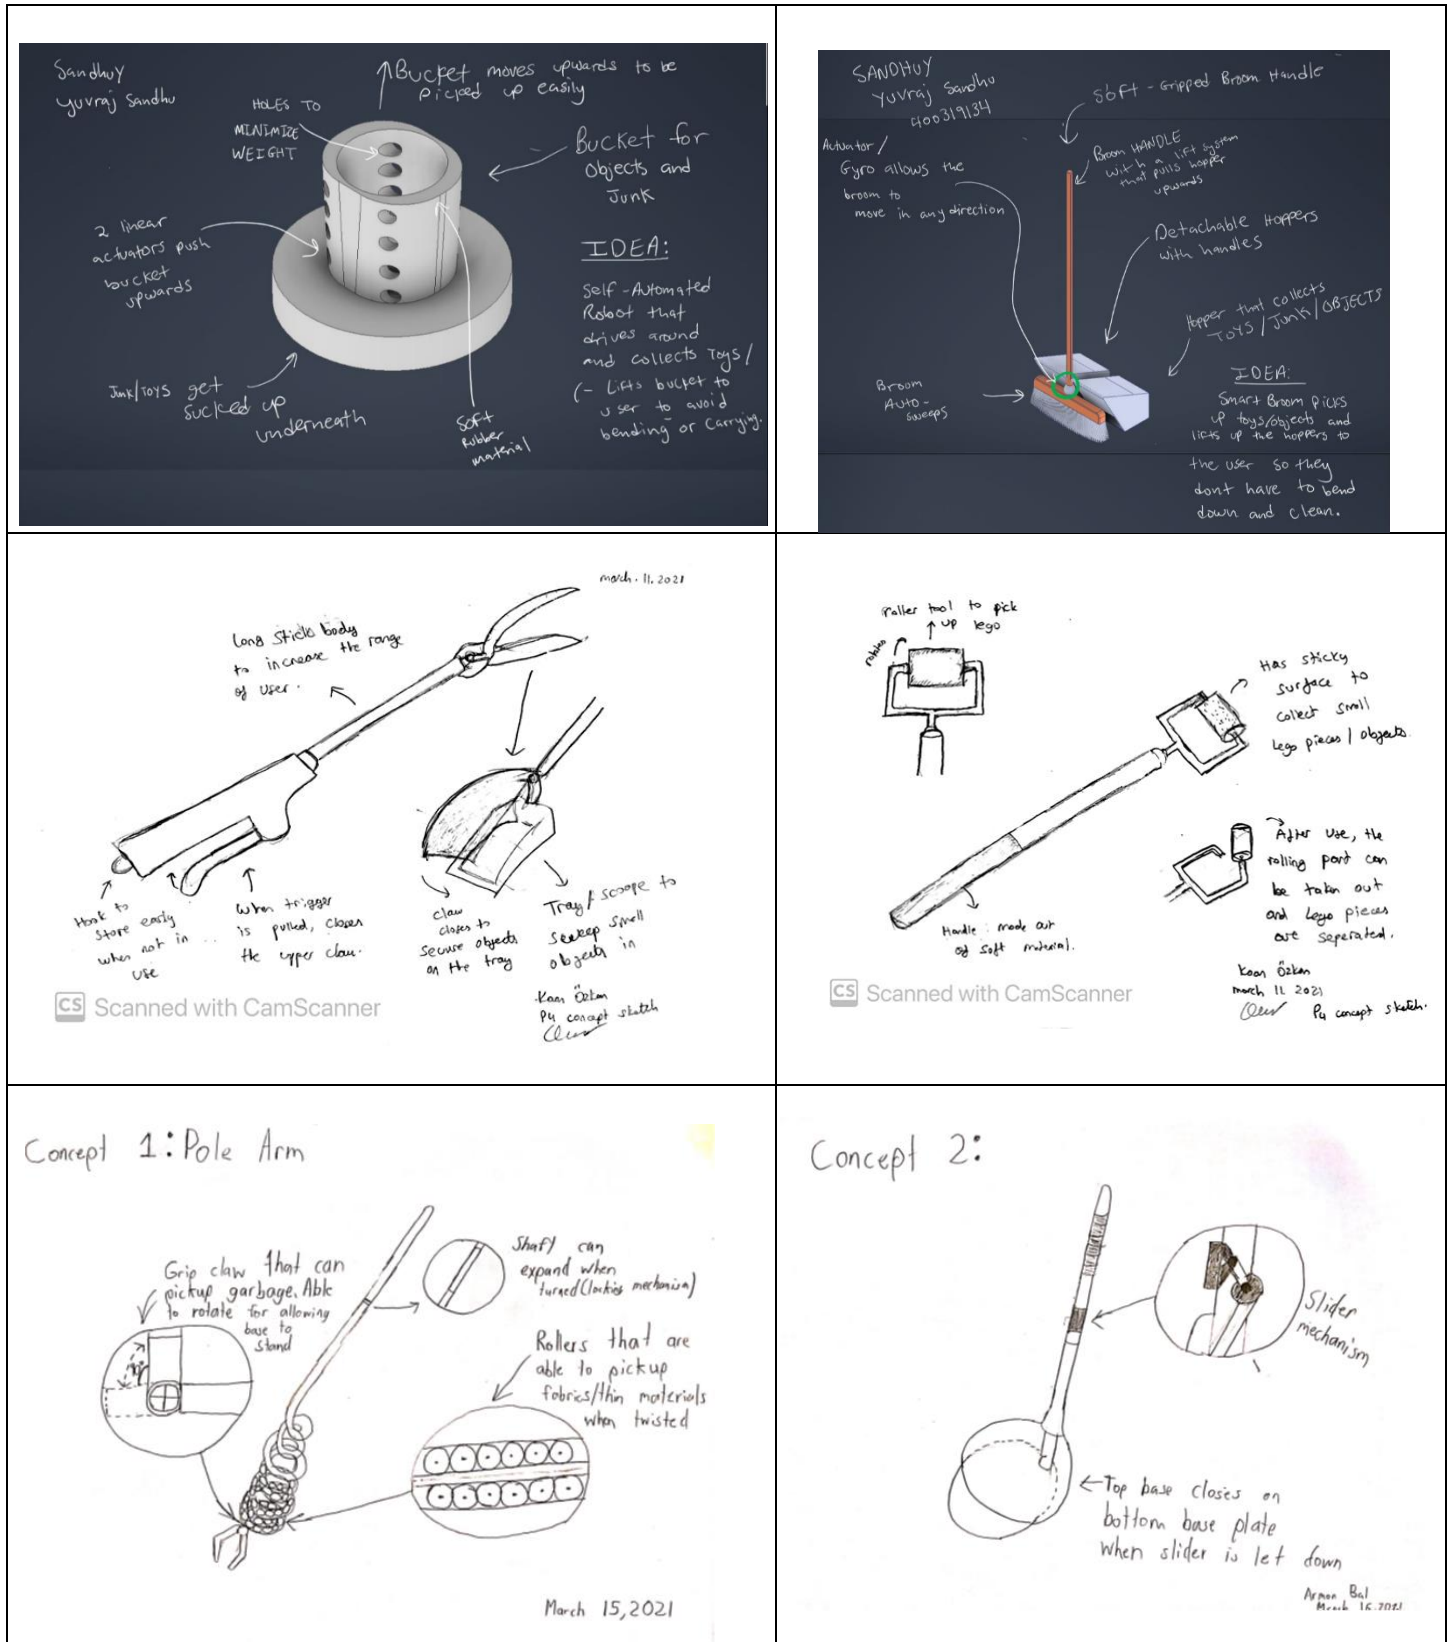 Sandhuy
Yuvraj Sandhu
Bucket moves upwards to be
picked up easily
HOLES TO
MINIMIZE
WEIGHT
Bucket for
Objects and
Junk
2 linear
actuators push
bucket
upwards
IDEA:
Self-Automated
Robot that
drives around
and collects Toys/
(- Lifts bucket to
user to avoid
bending or Carrying.
Junk/Toys get
sucked up
underneath
Soft
Rubber
material
SANDHUY
Yuvraj Sandhu
400319134
Soft-Gripped Broom Handle
Actuator/
Gyro allows the
broom to
move in any direction
Broom HANDLE
with a lift system
that pulls hopper
upwards
Detachable Hoppers
with handles
Hopper that collects
TOYS/Junk/OBJECTS
Broom
Auto-
Sweeps
IDEA:
Smart Broom Picks
up toys/objects and
lifts up the hoppers to
the user so they
dont have to bend
down and clean.
march. 11. 2021
Long stick body
to increase the range
of user.
Hook to
store easily
when not in ..
use
When trigger
is pulled, closes
the upper claw.
claw
closes to
secure objects
on the tray
Tray/scoope to
sweep small
objects in
Kaan Özkan
P4 concept sketch
CS Scanned with CamScanner
roller tool to pick
up lego
rotates
Has sticky
surface to
collect small
lego pieces / objects.
Handle: made out
of soft material.
After use, the
rolling part can
be taken out
and Lego pieces
are seperated.
Kaan Özkan
march 11 2021
P4 concept sketch.
CS Scanned with CamScanner
Concept 1: Pole Arm
Grip claw that can
pickup garbage. Able
to rotate for allowing
base to
stand
Shaft can
expand when
turned (locking mechanism)
Rollers that are
able to pickup
fabrics/thin materials
when twisted
March 15, 2021
Concept 2:
Slider
mechanism
Top base closes on
bottom base plate
when slider is let down
Arman Bal
March 16, 2021